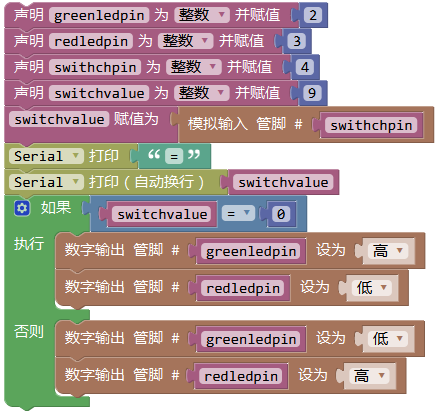 声明 greenledpin 为 整数 并赋值 2
声明 redledpin 为 整数 并赋值 3
声明 swithchpin 为 整数 并赋值 4
声明 switchvalue 为 整数 并赋值 9
switchvalue 赋值为 模拟输入 管脚 # swithchpin
Serial 打印 “ = ”
Serial 打印（自动换行） switchvalue
如果 switchvalue = 0
执行 数字输出 管脚 # greenledpin 设为 高
数字输出 管脚 # redledpin 设为 低
否则 数字输出 管脚 # greenledpin 设为 低
数字输出 管脚 # redledpin 设为 高